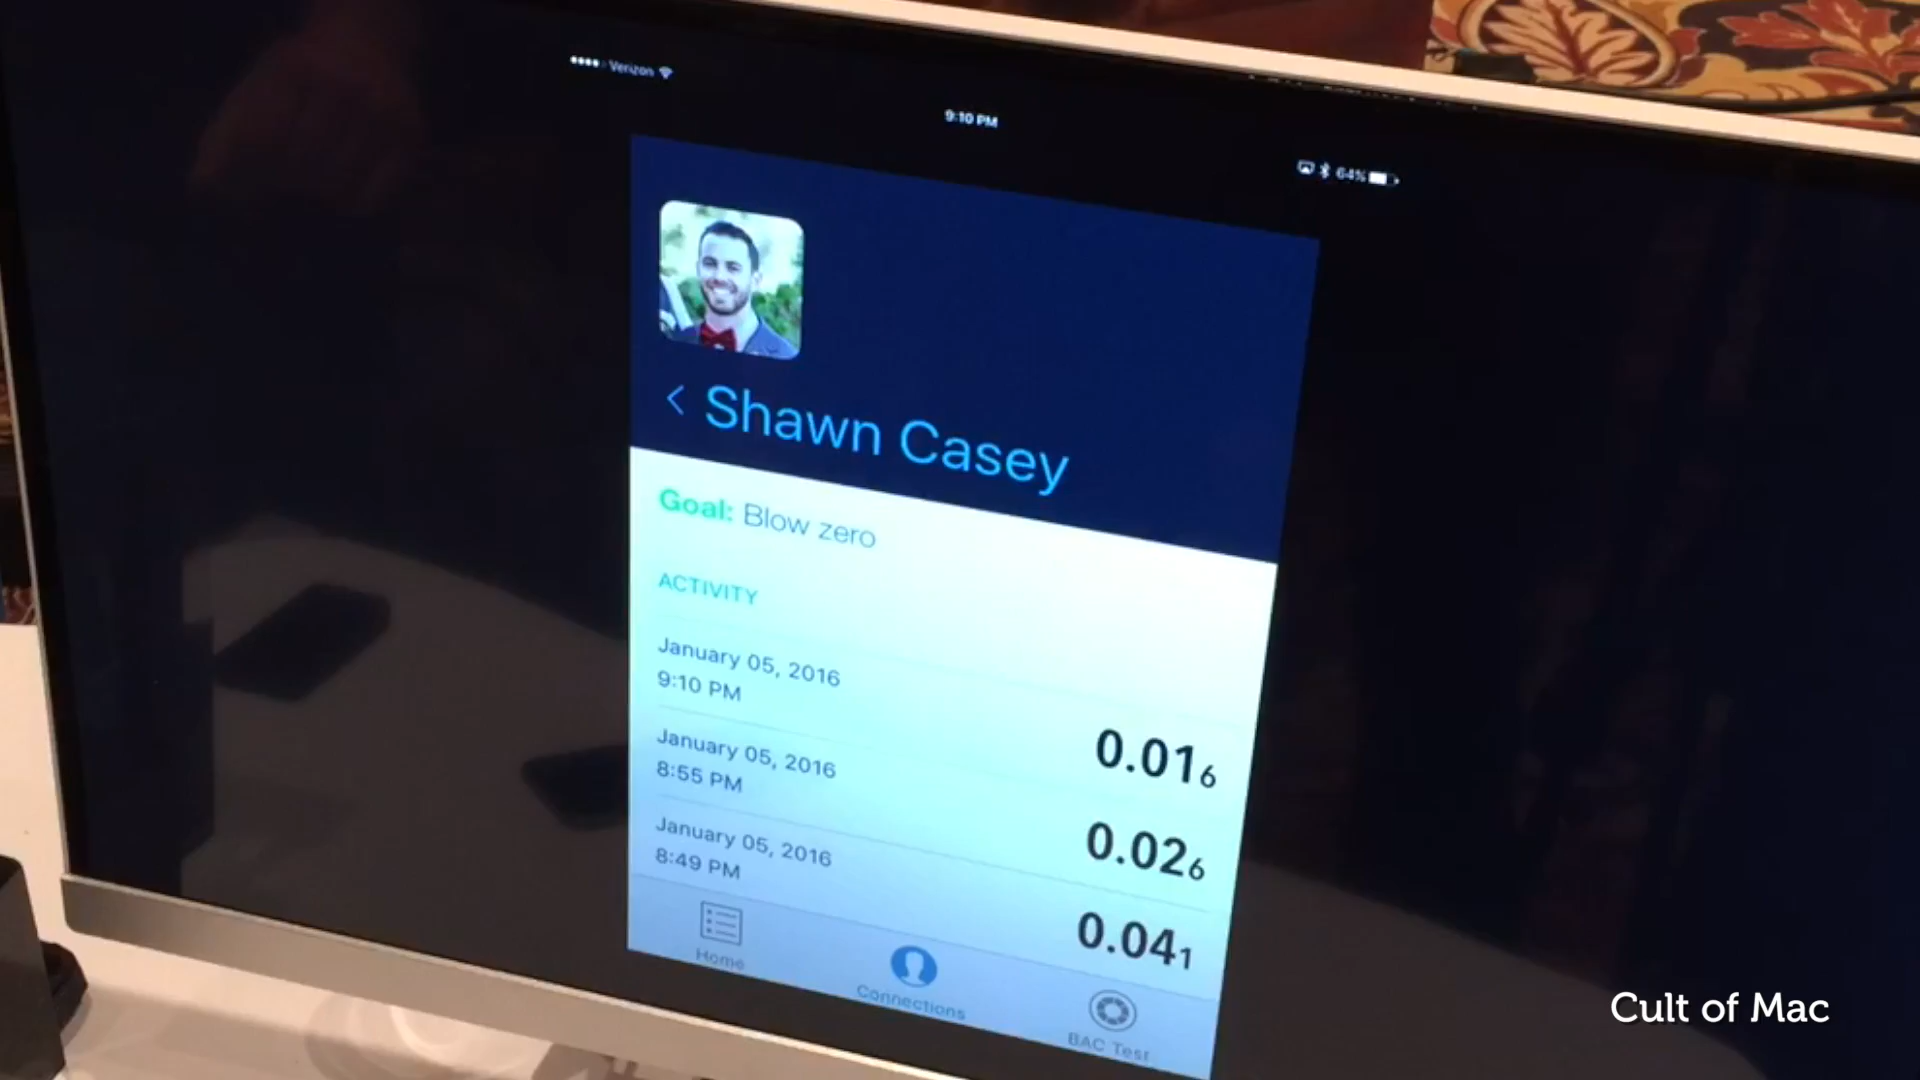 Verizon
9:10 PM
64%
< Shawn Casey
Goal: Blow zero
ACTIVITY
January 05, 2016
9:10 PM
0.016
January 05, 2016
8:55 PM
0.026
January 05, 2016
8:49 PM
0.041
Home
Connections
BAC Test
Cult of Mac